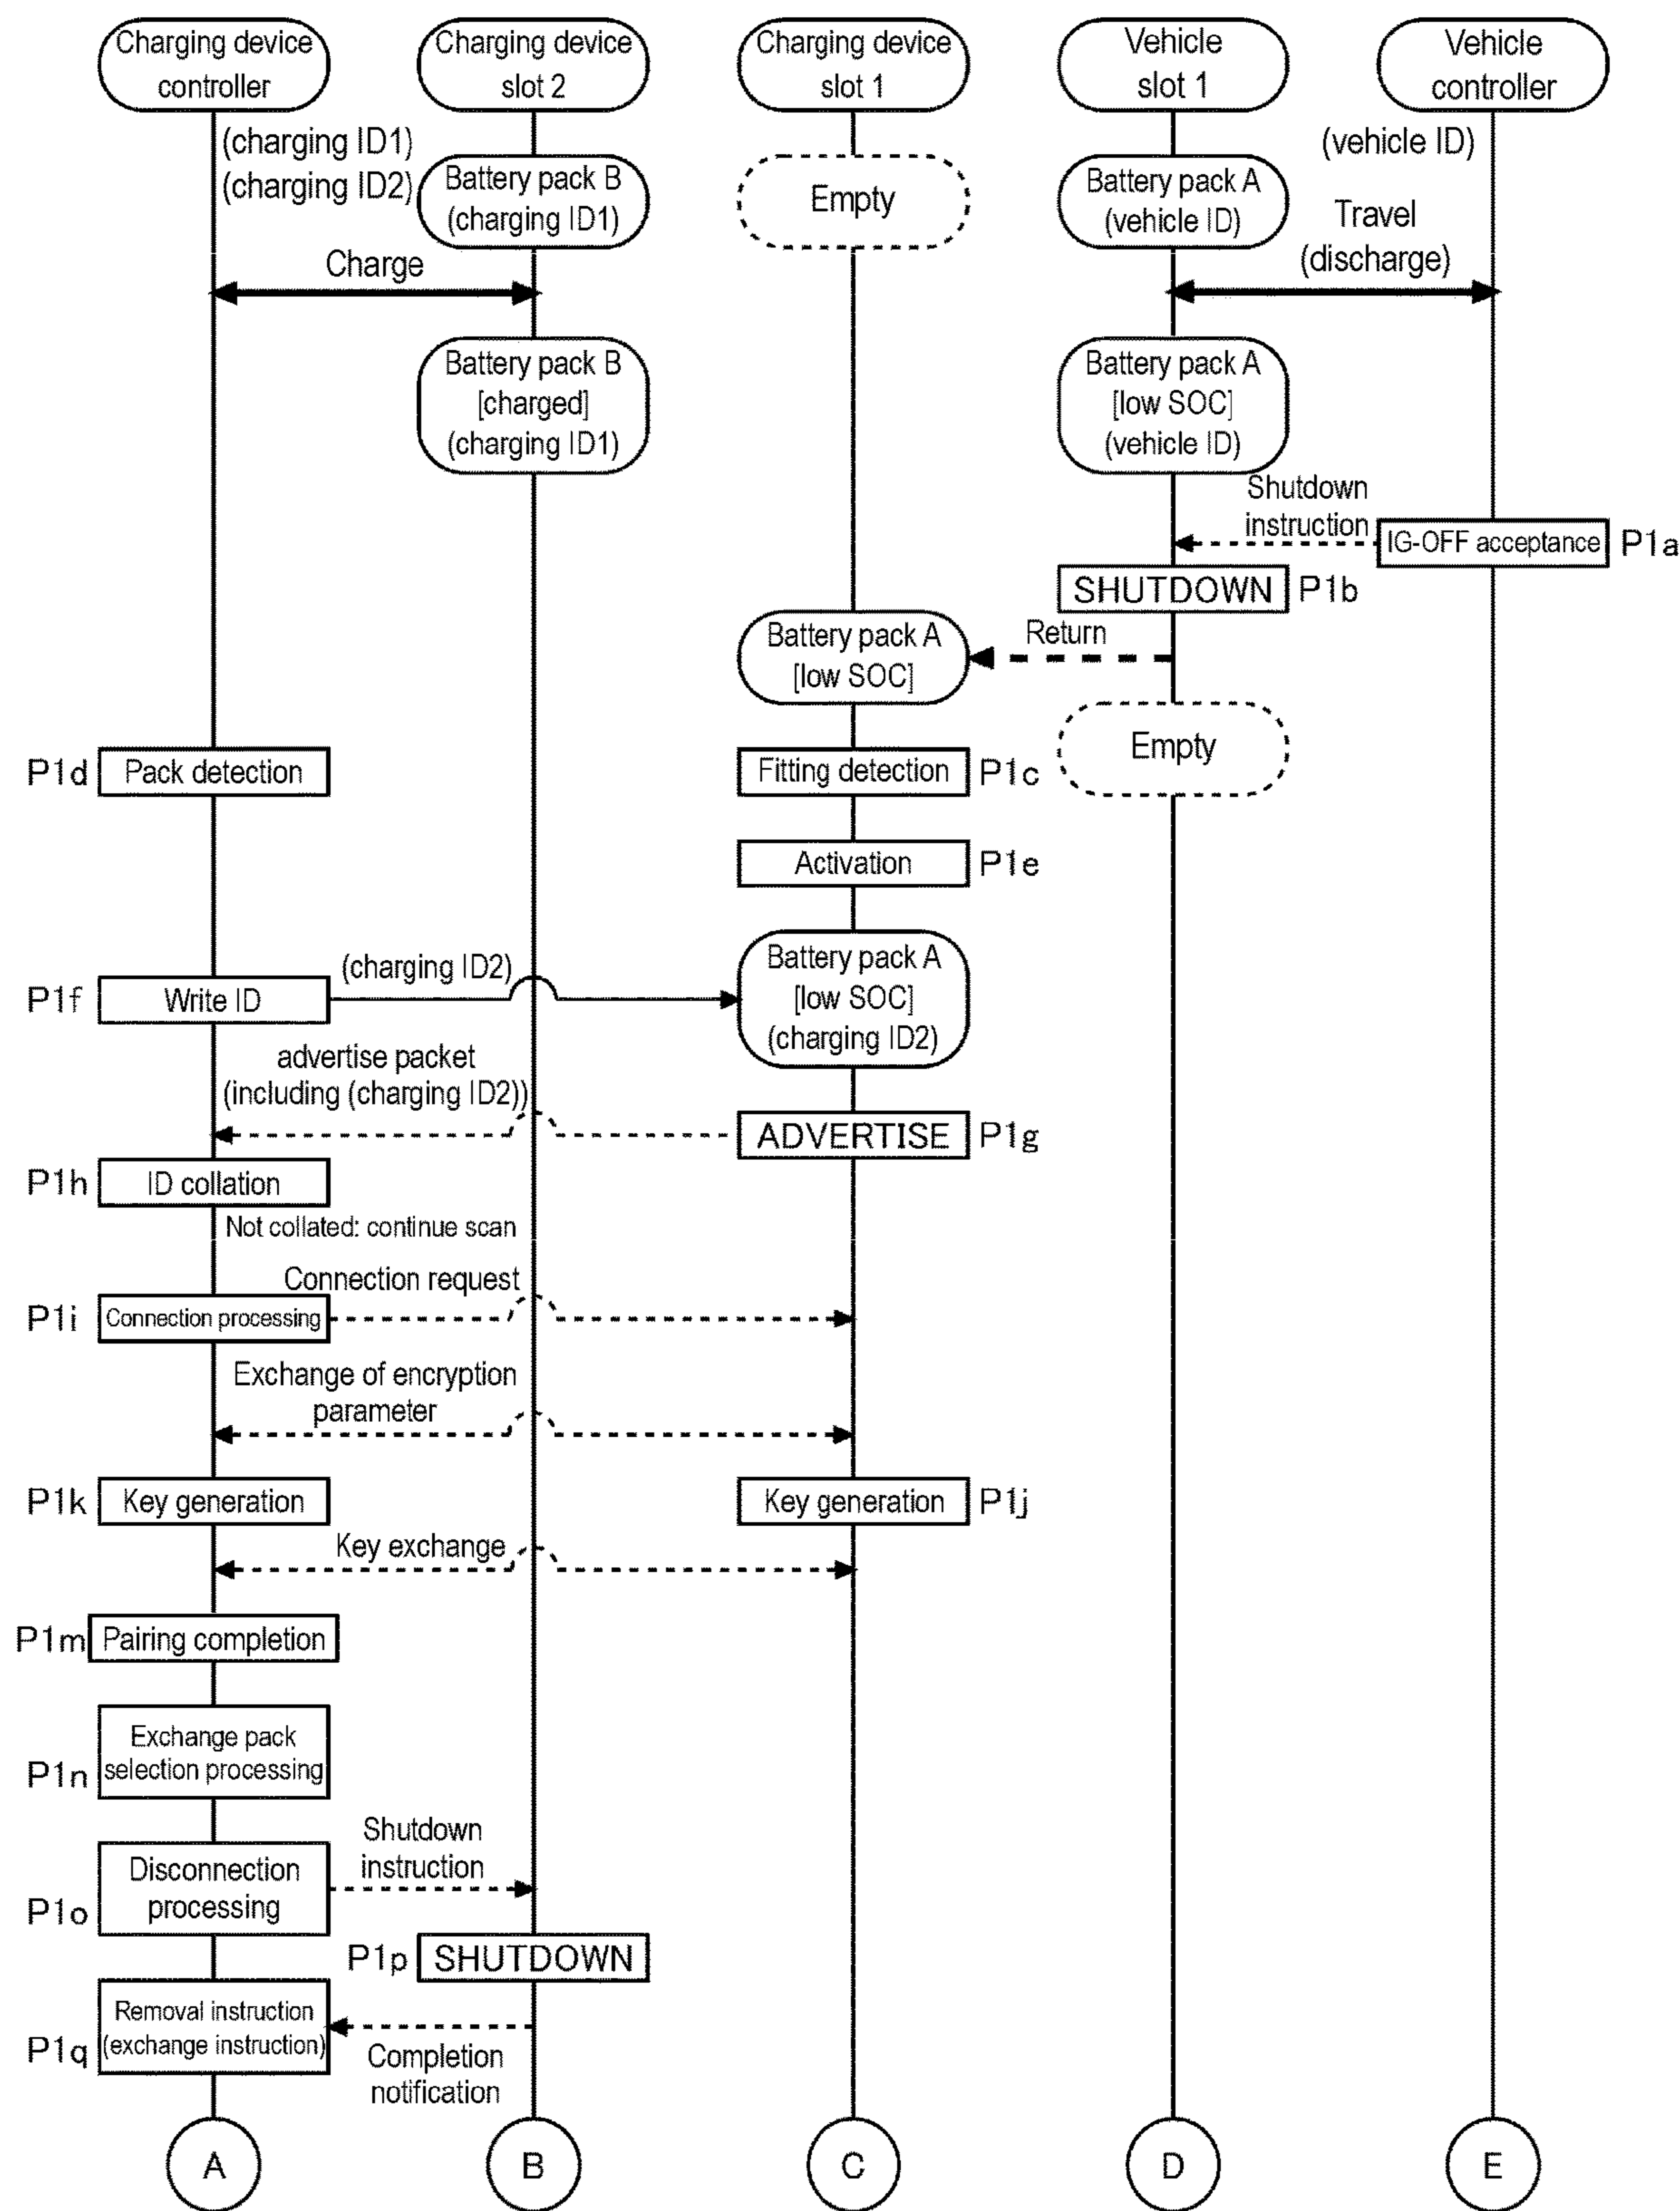 Charging device
controller
Charging device
slot 2
Charging device
slot 1
Vehicle
slot 1
Vehicle
controller
(charging ID1)
(charging ID2)
Battery pack B
(charging ID1)
Empty
Battery pack A
(vehicle ID)
(vehicle ID)
Charge
Travel
(discharge)
Battery pack B
[charged]
(charging ID1)
Battery pack A
[low SOC]
(vehicle ID)
Shutdown
instruction
IG-OFF acceptance
P1a
SHUTDOWN
P1b
Battery pack A
[low SOC]
Return
Empty
P1d
Pack detection
Fitting detection
P1c
Activation
P1e
P1f
Write ID
(charging ID2)
Battery pack A
[low SOC]
(charging ID2)
advertise packet
(including (charging ID2))
ADVERTISE
P1g
P1h
ID collation
Not collated: continue scan
Connection request
P1i
Connection processing
Exchange of encryption
parameter
P1k
Key generation
Key generation
P1j
Key exchange
P1m
Pairing completion
P1n
Exchange pack
selection processing
Shutdown
instruction
P1o
Disconnection
processing
P1p
SHUTDOWN
P1q
Removal instruction
(exchange instruction)
Completion
notification
A
B
C
D
E